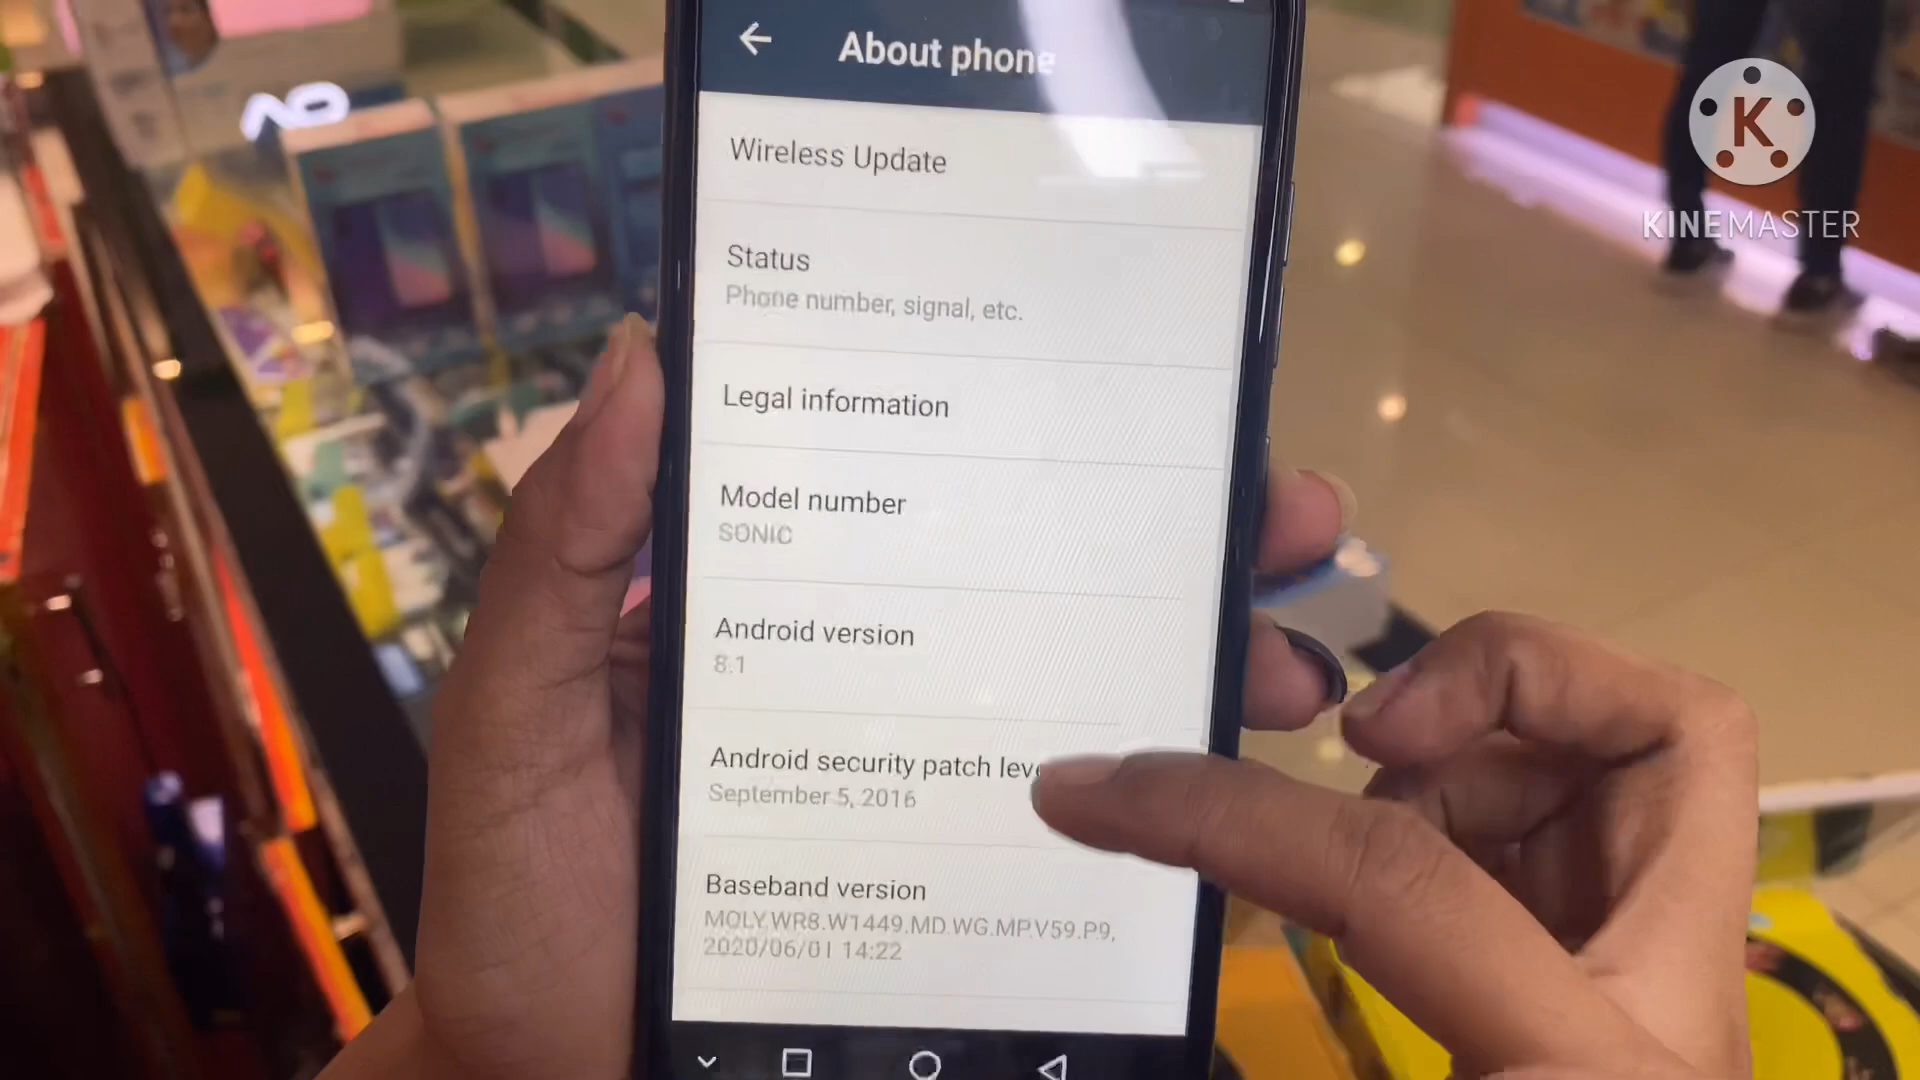 About phone
Wireless Update
Status
Phone number, signal, etc.
Legal information
Model number
SONIC
Android version
8.1
Android security patch leve
September 5, 2016
Baseband version
MOLY.WR8.W1449.MD.WG.MP.V59.P9,
2020/06/01 14:22
K
KINEMASTER